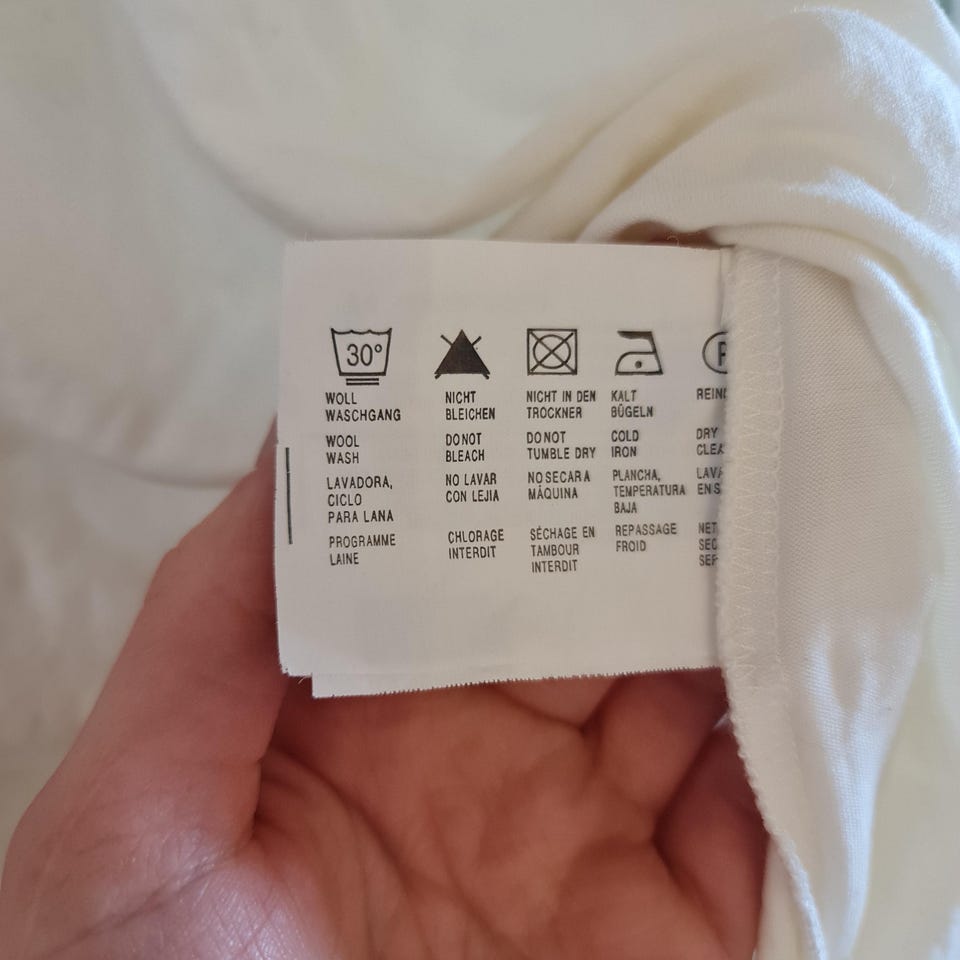 30°
P
WOLL
WASCHGANG
WOOL
WASH
LAVADORA,
CICLO
PARA LANA
PROGRAMME
LAINE
NICHT
BLEICHEN
DO NOT
BLEACH
NO LAVAR
CON LEJIA
CHLORAGE
INTERDIT
NICHT IN DEN
TROCKNER
DO NOT
TUMBLE DRY
NO SECAR A
MÁQUINA
SÉCHAGE EN
TAMBOUR
INTERDIT
KALT
BÜGELN
COLD
IRON
PLANCHA,
TEMPERATURA
BAJA
REPASSAGE
FROID
DRY